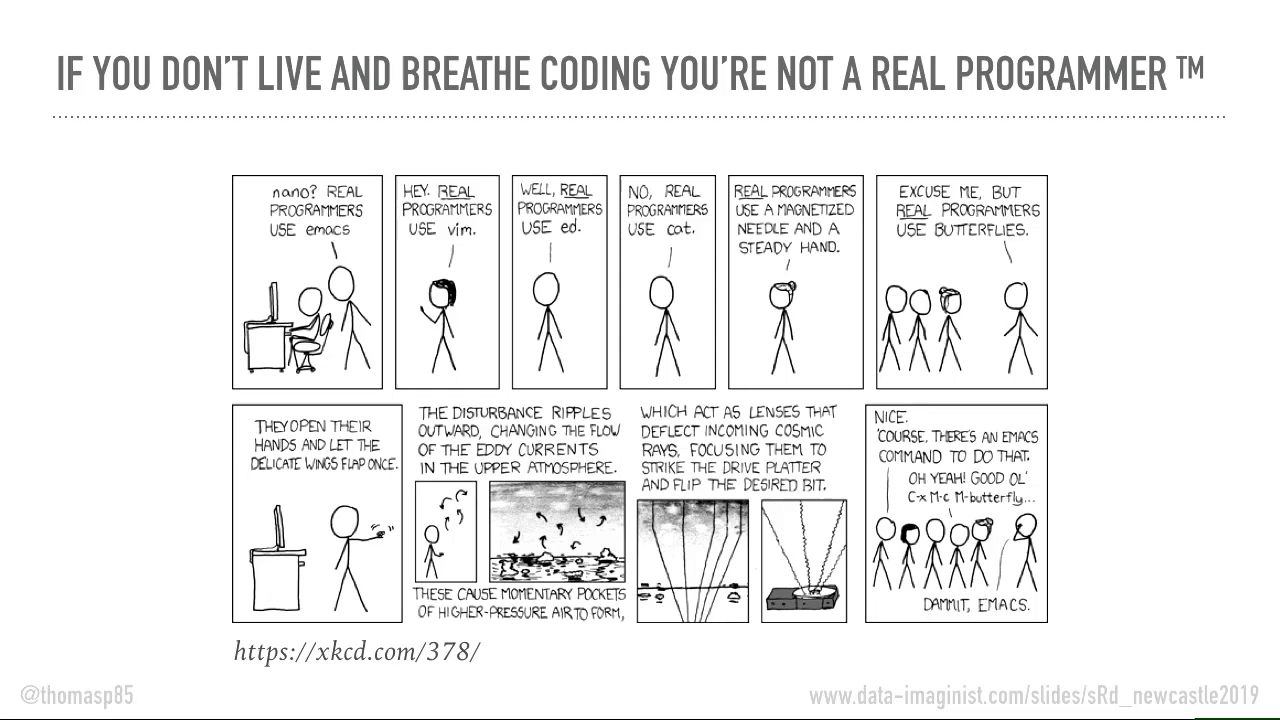 IF YOU DON'T LIVE AND BREATHE CODING YOU'RE NOT A REAL PROGRAMMER ™
nano? REAL
PROGRAMMERS
USE emacs
HEY. REAL
PROGRAMMERS
USE vim.
WELL, REAL
PROGRAMMERS
USE ed.
NO, REAL
PROGRAMMERS
USE cat.
REAL PROGRAMMERS
USE A MAGNETIZED
NEEDLE AND A
STEADY HAND.
EXCUSE ME, BUT
REAL PROGRAMMERS
USE BUTTERFLIES.
THEY OPEN THEIR
HANDS AND LET THE
DELICATE WINGS FLAP ONCE.
THE DISTURBANCE RIPPLES
OUTWARD, CHANGING THE FLOW
OF THE EDDY CURRENTS
IN THE UPPER ATMOSPHERE.
THESE CAUSE MOMENTARY POCKETS
OF HIGHER-PRESSURE AIR TO FORM,
WHICH ACT AS LENSES THAT
DEFLECT INCOMING COSMIC
RAYS, FOCUSING THEM TO
STRIKE THE DRIVE PLATTER
AND FLIP THE DESIRED BIT.
NICE.
'COURSE, THERE'S AN EMACS
COMMAND TO DO THAT.
OH YEAH! GOOD OL'
C-x M-c M-butterfly...
DAMMIT, EMACS.
https://xkcd.com/378/
@thomasp85
www.data-imaginist.com/slides/sRd_newcastle2019